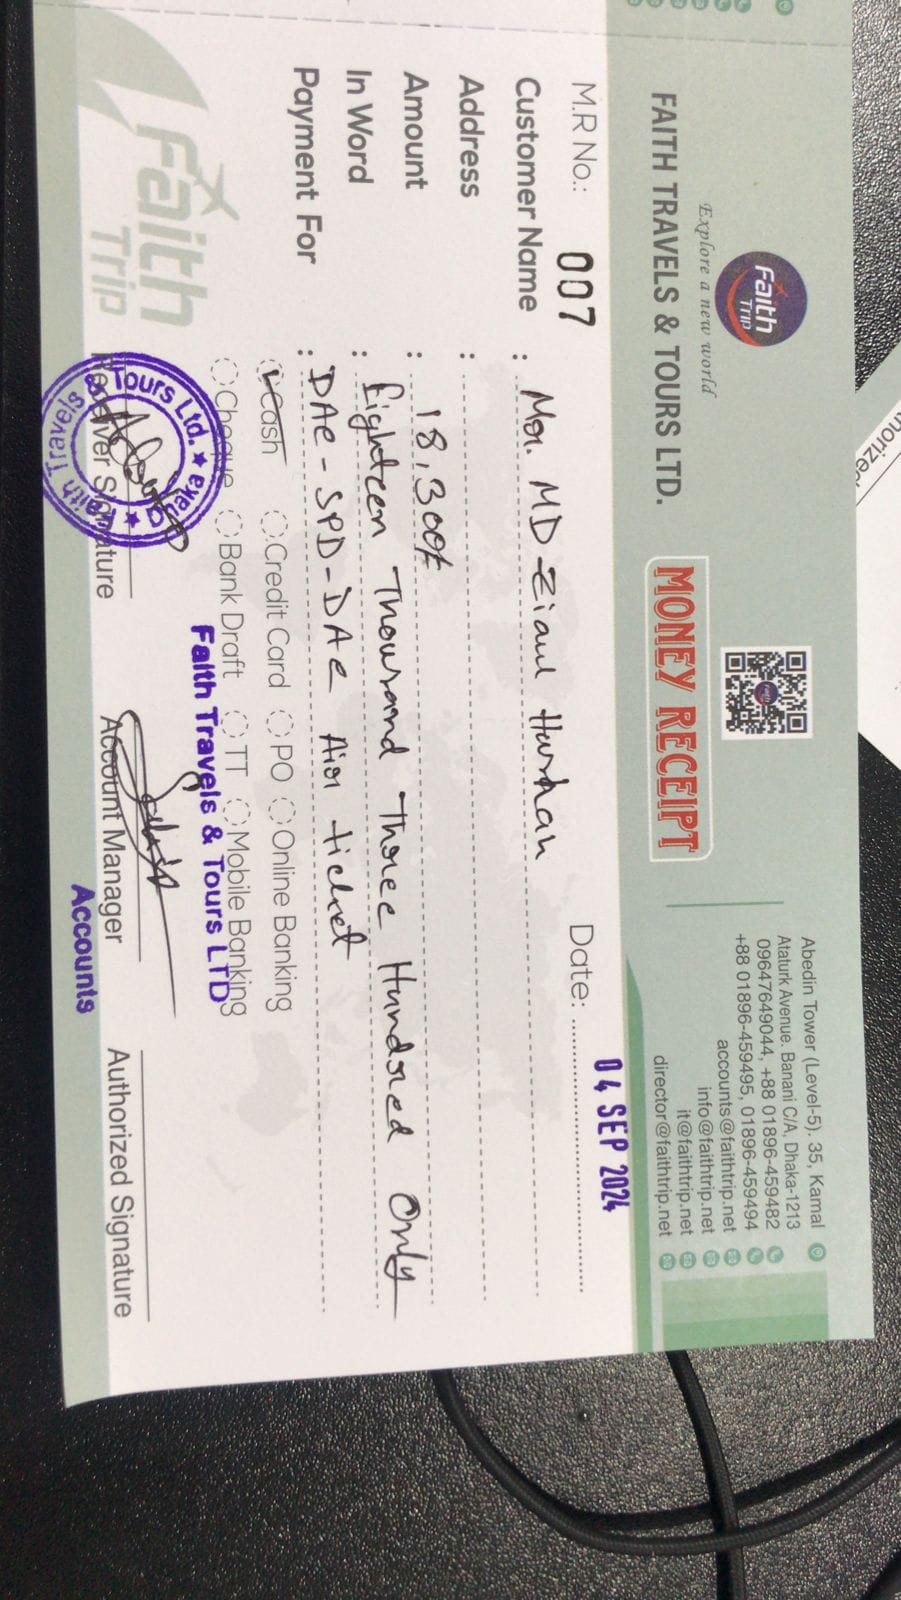 Faith
Trip
Explore a new world
FAITH TRAVELS & TOURS LTD.
MONEY RECEIPT
Abedin Tower (Level-5), 35, Kamal
Ataturk Avenue. Banani C/A, Dhaka-1213
09647649044, +88 01896-459482
+88 01896-459495, 01896-459494
accounts@faithtrip.net
info@faithtrip.net
it@faithtrip.net
director@faithtrip.net
M.R No.: 007
Date: 04 SEP 2024
Customer Name : Mr. MD-Ziaul Hushain
Address :
Amount : 18,300/
In Word : Eighteen Thousand Three Hundred Only
Payment For : DAC-SPD-DAC Air ticket
Cash Credit Card PO Online Banking
Cheque Bank Draft TT Mobile Banking
Faith
Trip
Faith Travels & Tours Ltd. ★ Dhaka ★
Faith Travels & Tours LTD
Receiver Signature
Account Manager
Accounts
Authorized Signature